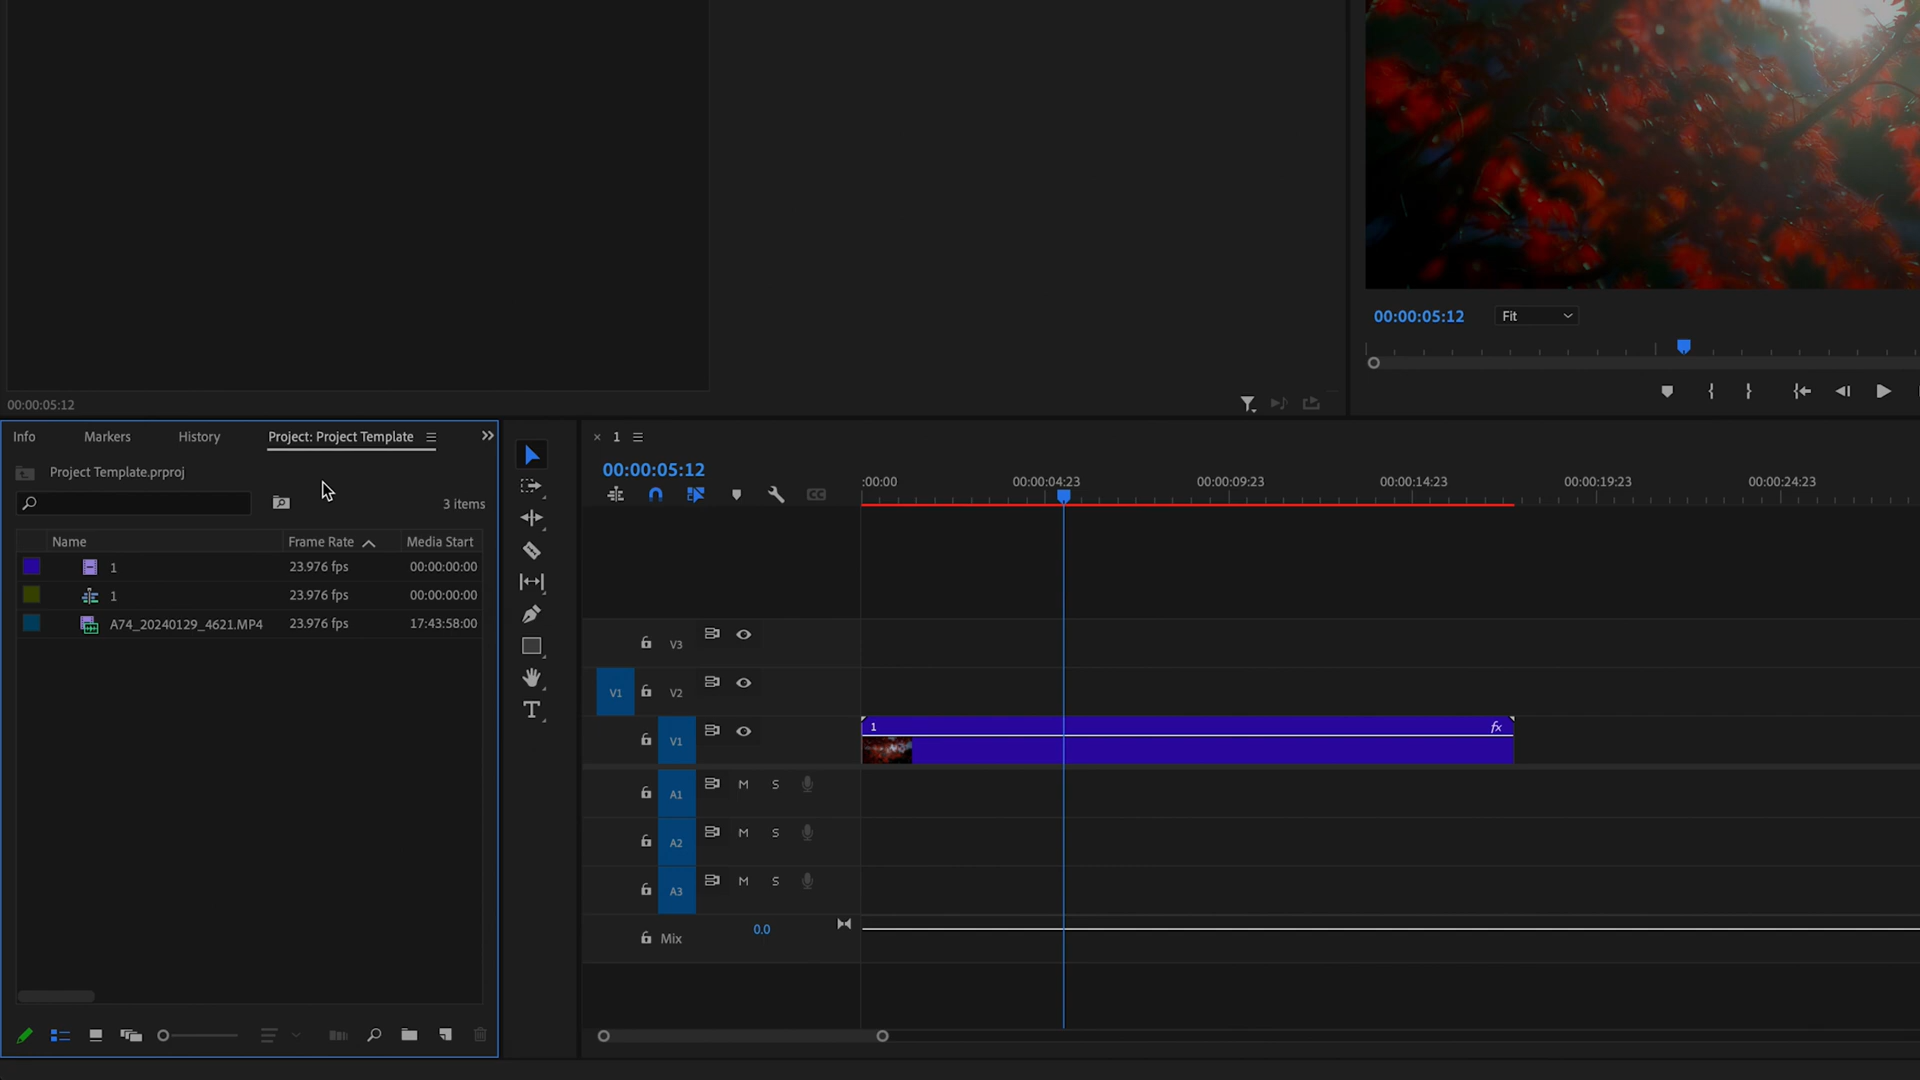 00:00:05:12
Fit
00:00:05:12
Info
Markers
History
Project: Project Template
Project Template.prproj
3 items
Name
Frame Rate
Media Start
1
23.976 fps
00:00:00:00
1
23.976 fps
00:00:00:00
A74_20240129_4621.MP4
23.976 fps
17:43:58:00
T
1
00:00:05:12
:00:00
00:00:04:23
00:00:09:23
00:00:14:23
00:00:19:23
00:00:24:23
V3
V1
V2
V1
1
fx
A1
M
S
A2
M
S
A3
M
S
Mix
0.0